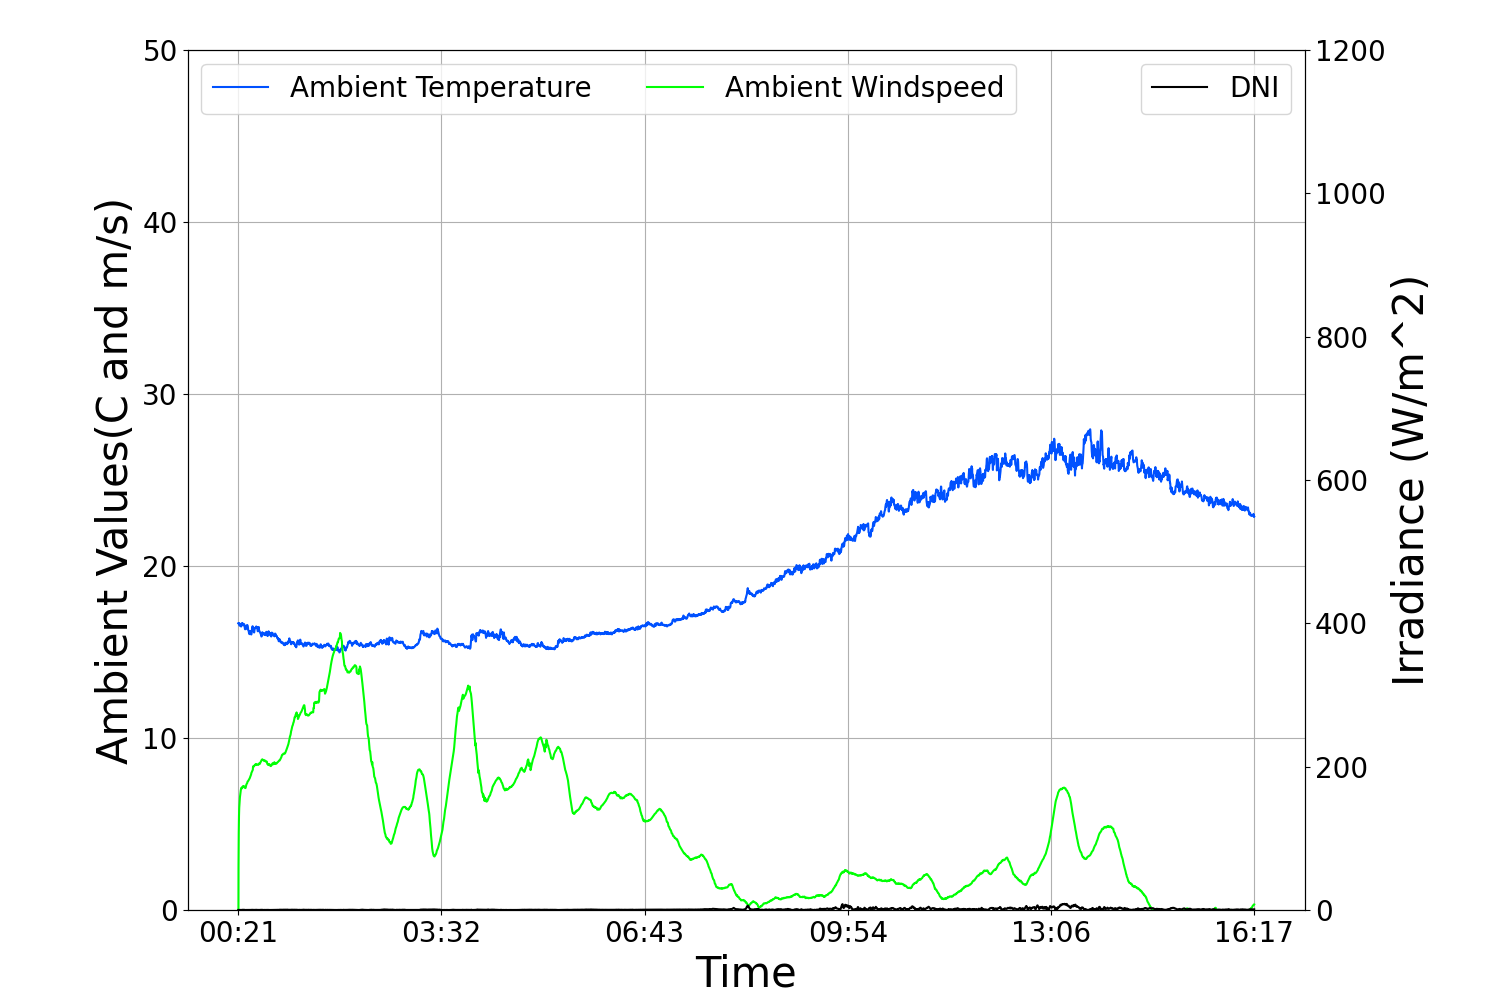 Ambient Temperature Ambient Windspeed DNI
50
40
30
20
10
0
1200
1000
800
600
400
200
0
Ambient Values(C and m/s)
Irradiance (W/m^2)
00:21 03:32 06:43 09:54 13:06 16:17
Time